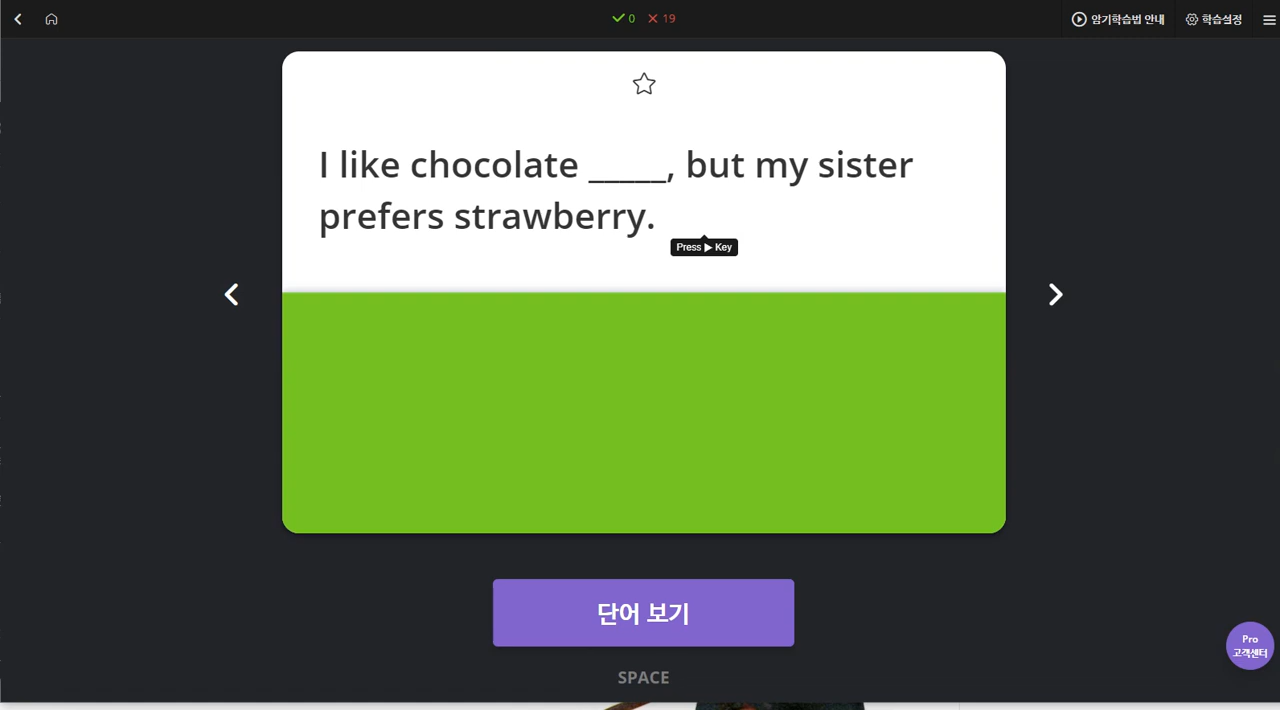 0 19 암기학습법 안내 학습설정
I like chocolate _____, but my sister
prefers strawberry.
Press ▶ Key
단어 보기
SPACE
Pro
고객센터